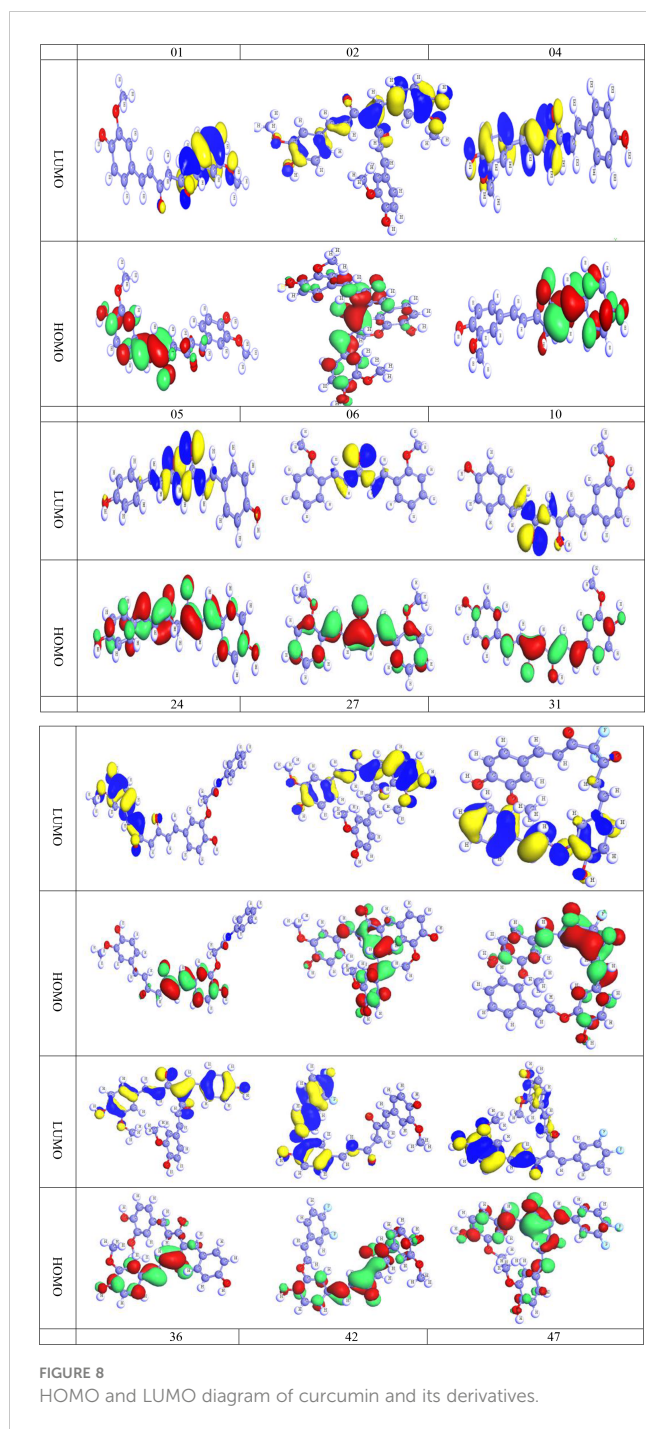 01 02 04
LUMO
HOMO
05 06 10
LUMO
HOMO
24 27 31
LUMO
HOMO
LUMO
HOMO
36 42 47
FIGURE 8
HOMO and LUMO diagram of curcumin and its derivatives.